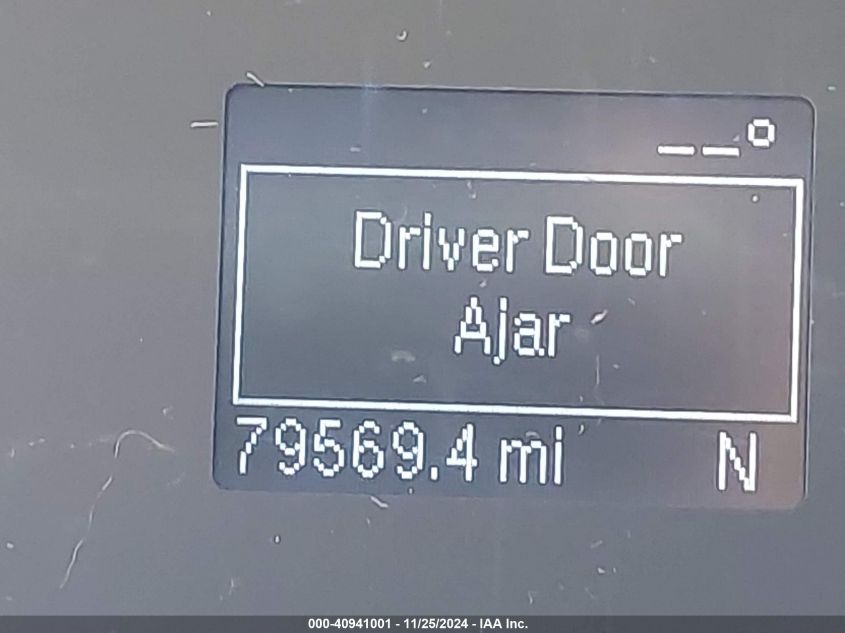 __°
Driver Door
Ajar
79569.4 mi N
000-40941001 - 11/25/2024 - IAA Inc.